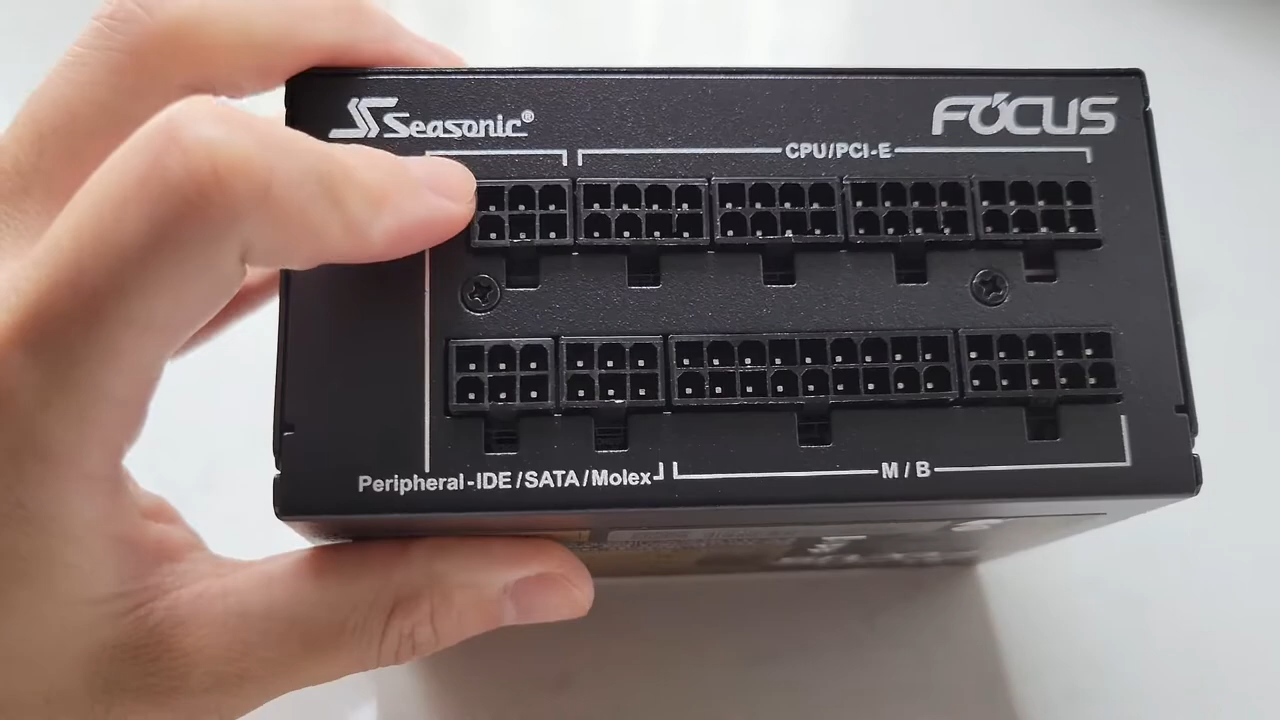 Seasonic®
FOCUS
CPU/PCI-E
Peripheral-IDE/SATA/Molex
M/B